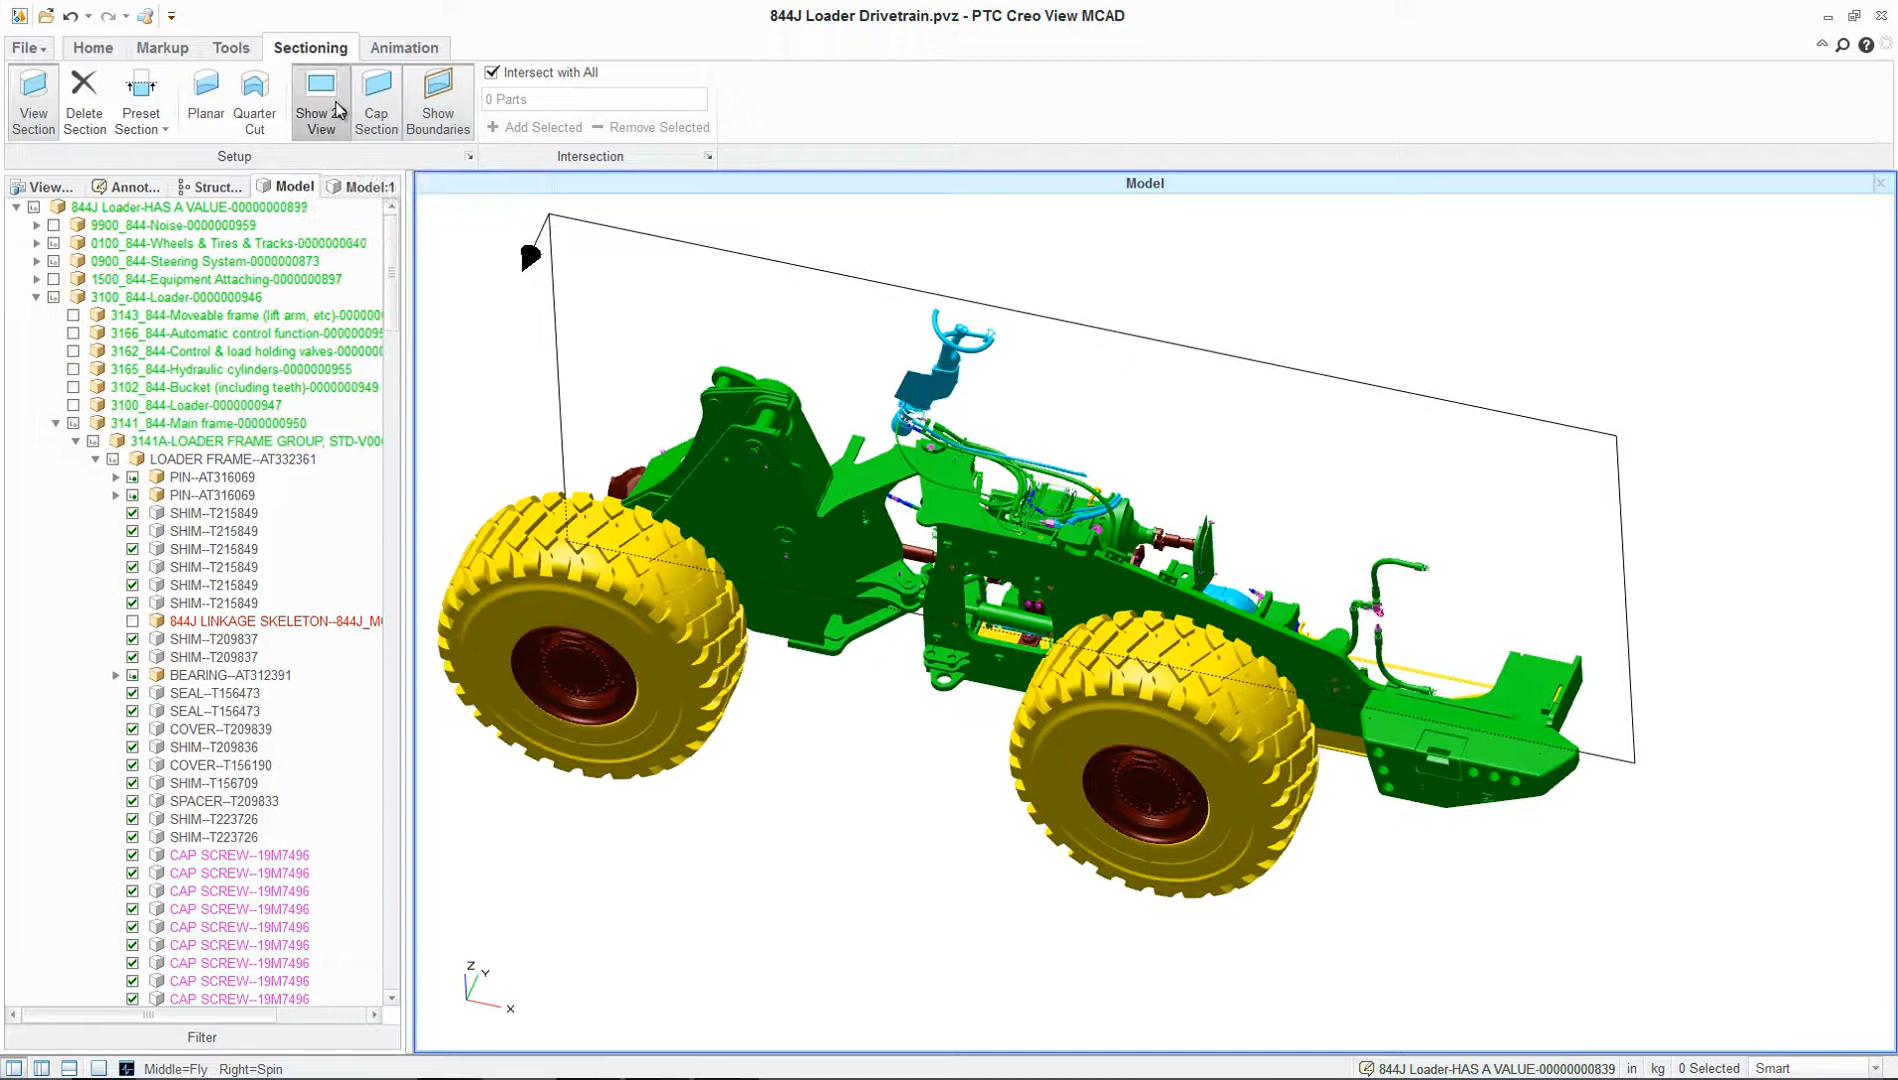 844J Loader Drivetrain.pvz - PTC Creo View MCAD
File Home Markup Tools Sectioning Animation
View Section
Delete Section
Preset Section
Planar
Quarter Cut
Show View
Cap Section
Show Boundaries
Intersect with All
0 Parts
Add Selected Remove Selected
Setup
Intersection
View... Annot... Struct... Model Model:1
Model
844J Loader-HAS A VALUE-00000000899
9900_844-Noise-0000000959
0100_844-Wheels & Tires & Tracks-0000000840
0900_844-Steering System-0000000873
1500_844-Equipment Attaching-0000000897
3100_844-Loader-0000000946
3143_844-Moveable frame (lift arm, etc)-000000
3166_844-Automatic control function-000000095
3162_844-Control & load holding valves-000000
3165_844-Hydraulic cylinders-0000000955
3102_844-Bucket (including teeth)-0000000949
3100_844-Loader-0000000947
3141_844-Main frame-0000000950
3141A-LOADER FRAME GROUP, STD-V00
LOADER FRAME--AT332361
PIN--AT316069
PIN--AT316069
SHIM--T215849
SHIM--T215849
SHIM--T215849
SHIM--T215849
SHIM--T215849
SHIM--T215849
844J LINKAGE SKELETON--844J_M
SHIM--T209837
SHIM--T209837
BEARING--AT312391
SEAL--T156473
SEAL--T156473
COVER--T209839
SHIM--T209836
COVER--T156190
SHIM--T156709
SPACER--T209833
SHIM--T223726
SHIM--T223726
CAP SCREW--19M7496
CAP SCREW--19M7496
CAP SCREW--19M7496
CAP SCREW--19M7496
CAP SCREW--19M7496
CAP SCREW--19M7496
CAP SCREW--19M7496
CAP SCREW--19M7496
CAP SCREW--19M7496
Z
Y
X
Filter
Middle=Fly Right=Spin
844J Loader-HAS A VALUE-00000000839 in kg 0 Selected Smart